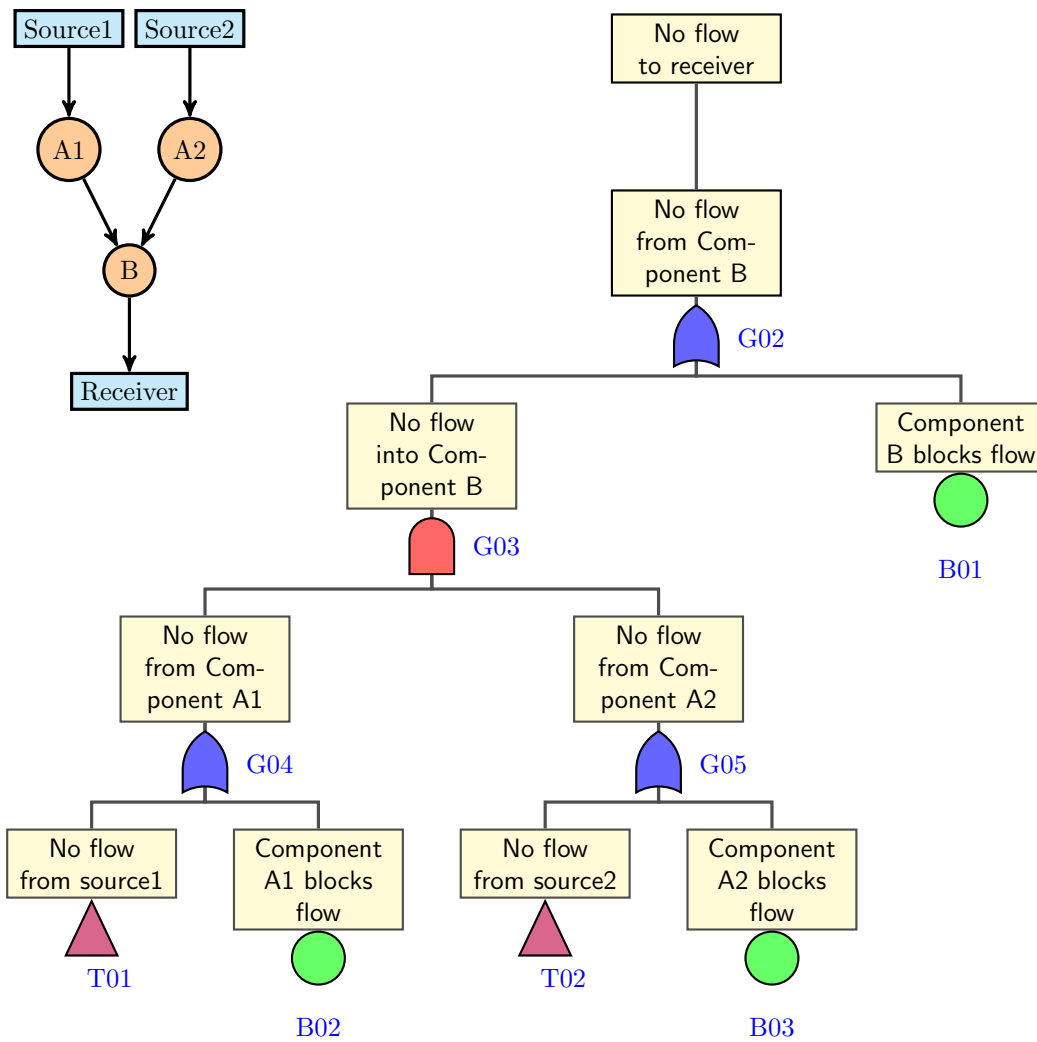 Source1
Source2
A1
A2
B
Receiver
No flow
to receiver
No flow
from Com-
ponent B
G02
No flow
into Com-
ponent B
Component
B blocks flow
G03
B01
No flow
from Com-
ponent A1
No flow
from Com-
ponent A2
G04
G05
No flow
from source1
Component
A1 blocks
flow
No flow
from source2
Component
A2 blocks
flow
T01
B02
T02
B03